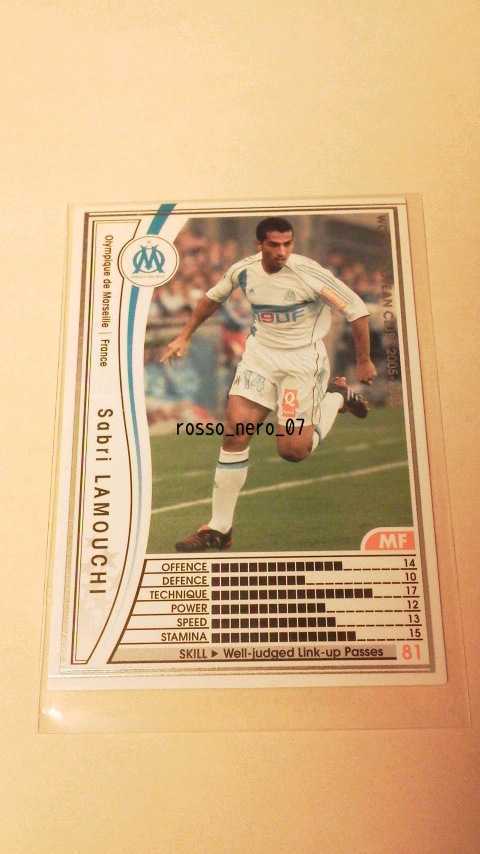 Olympique de Marseille | France
Sabri LAMOUCHI
neuf
Q
rosso_nero_07
MF
OFFENCE 14
DEFENCE 10
TECHNIQUE 17
POWER 12
SPEED 13
STAMINA 15
SKILL ▶ Well-judged Link-up Passes 81